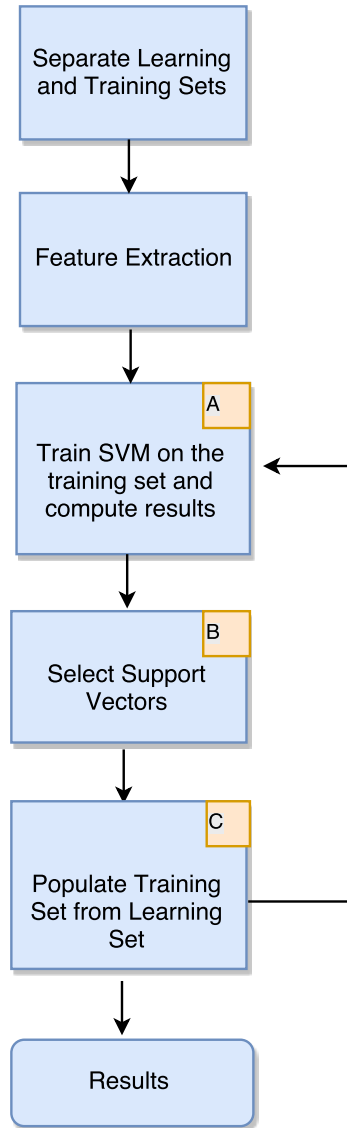 Separate Learning
and Training Sets
Feature Extraction
A
Train SVM on the
training set and
compute results
B
Select Support
Vectors
C
Populate Training
Set from Learning
Set
Results